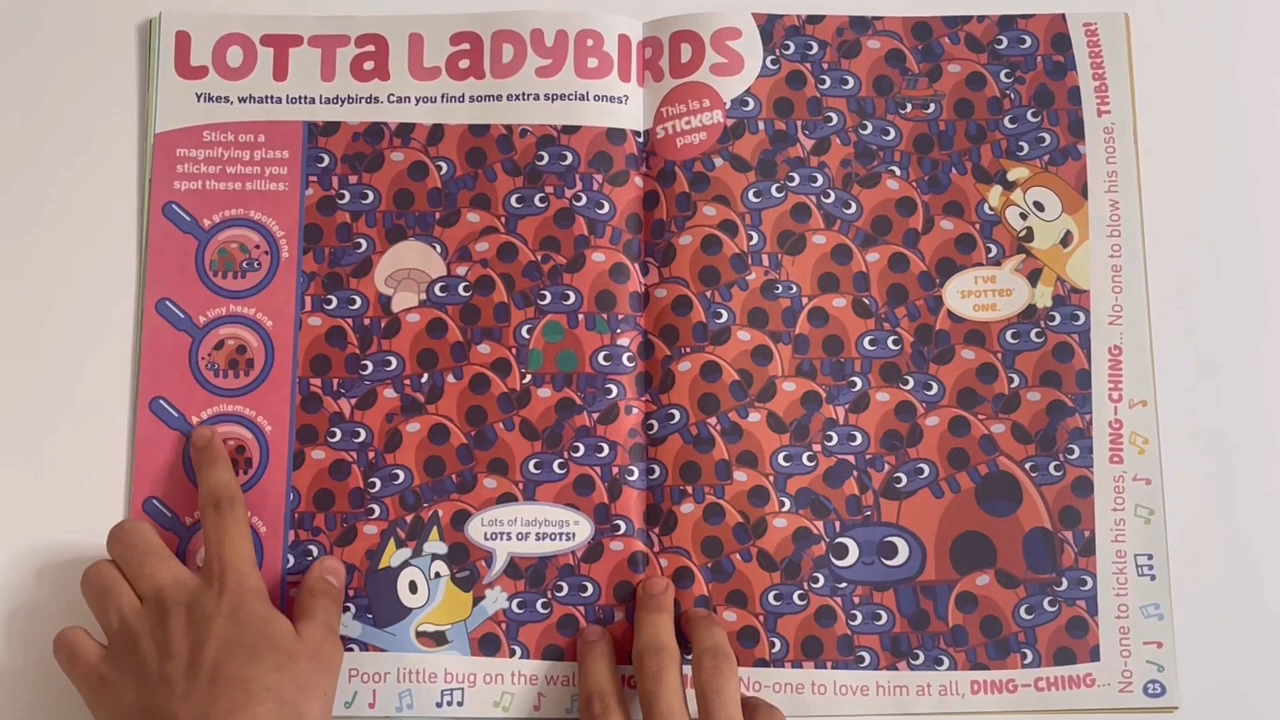 LOTTA LADYBIRDS
Yikes, whatta lotta ladybirds. Can you find some extra special ones?
This is a
STICKER
page
Stick on a
magnifying glass
sticker when you
spot these sillies:
A green-spotted one.
A tiny head one.
A gentleman one.
one.
I've
'SPOTTED'
ONE.
Lots of ladybugs =
LOTS OF SPOTS!
Poor little bug on the wal
No-one to love him at all, DING-CHING...
No-one to tickle his toes, DING-CHING... No-one to blow his nose, THBRRRRR!
25